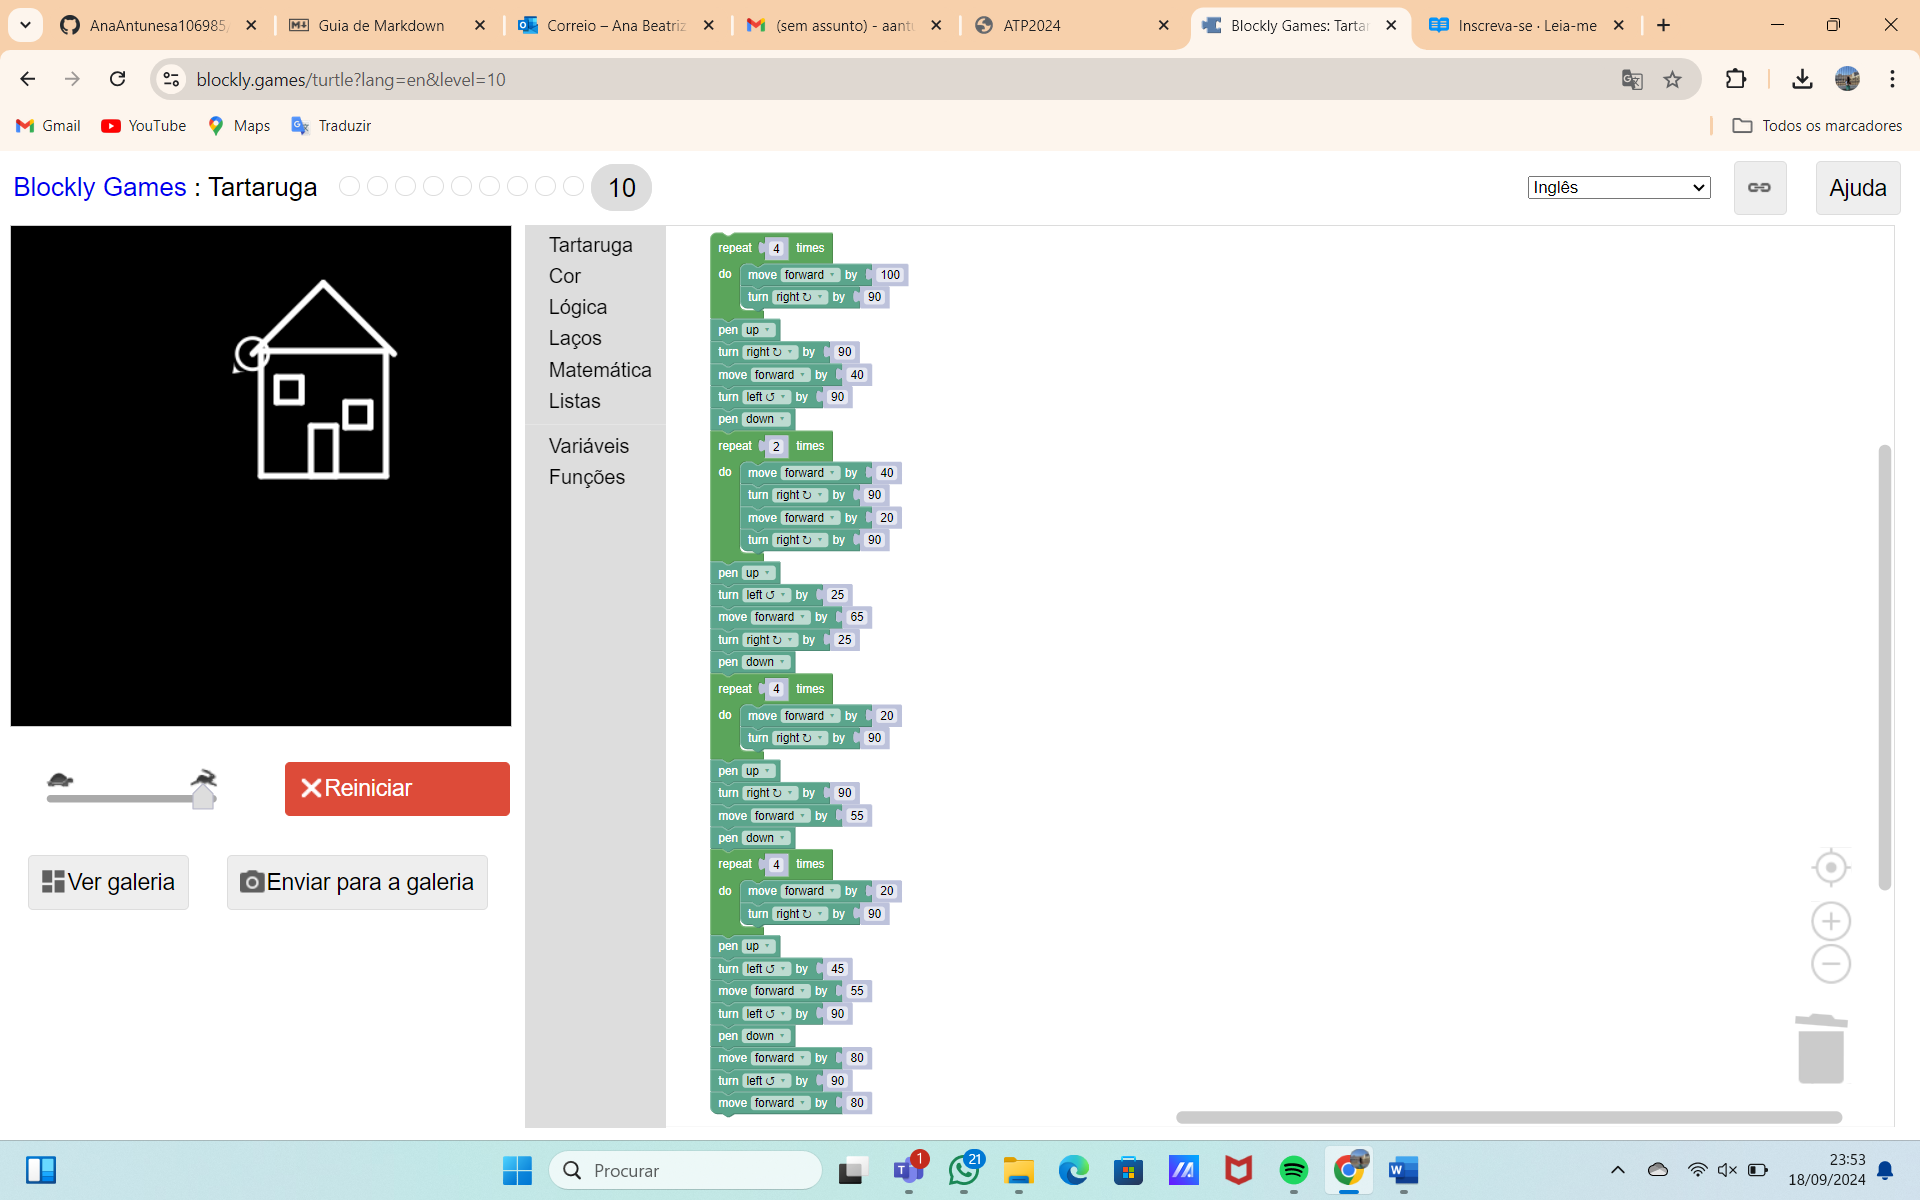 AnaAntunesa106985/
Guia de Markdown
Correio – Ana Beatriz
(sem assunto) - aantu
ATP2024
Blockly Games: Tartar
Inscreva-se · Leia-me
blockly.games/turtle?lang=en&level=10
Gmail
YouTube
Maps
Traduzir
Todos os marcadores
Blockly Games : Tartaruga
10
Inglês
Ajuda
Tartaruga
Cor
Lógica
Laços
Matemática
Listas
Variáveis
Funções
repeat 4 times
do move forward by 100
turn right ↻ by 90
pen up
turn right ↻ by 90
move forward by 40
turn left ↺ by 90
pen down
repeat 2 times
do move forward by 40
turn right ↻ by 90
move forward by 20
turn right ↻ by 90
pen up
turn left ↺ by 25
move forward by 65
turn right ↻ by 25
pen down
repeat 4 times
do move forward by 20
turn right ↻ by 90
pen up
turn right ↻ by 90
move forward by 55
pen down
repeat 4 times
do move forward by 20
turn right ↻ by 90
pen up
turn left ↺ by 45
move forward by 55
turn left ↺ by 90
pen down
move forward by 80
turn left ↺ by 90
move forward by 80
Reiniciar
Ver galeria
Enviar para a galeria
Procurar
1
21
23:53
18/09/2024